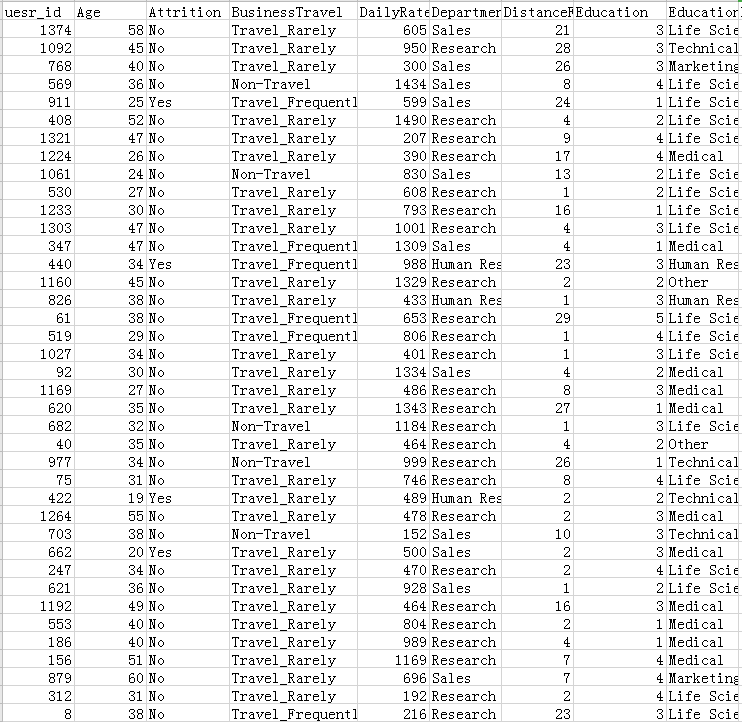 uesr_id Age Attrition BusinessTravel DailyRate Departmen DistanceF Education Education
1374 58 No Travel_Rarely 605 Sales 21 3 Life Scie
1092 45 No Travel_Rarely 950 Research 28 3 Technical
768 40 No Travel_Rarely 300 Sales 26 3 Marketing
569 36 No Non-Travel 1434 Sales 8 4 Life Scie
911 25 Yes Travel_Frequentl 599 Sales 24 1 Life Scie
408 52 No Travel_Rarely 1490 Research 4 2 Life Scie
1321 47 No Travel_Rarely 207 Research 9 4 Life Scie
1224 26 No Travel_Rarely 390 Research 17 4 Medical
1061 24 No Non-Travel 830 Sales 13 2 Life Scie
530 27 No Travel_Rarely 608 Research 1 2 Life Scie
1233 30 No Travel_Rarely 793 Research 16 1 Life Scie
1303 47 No Travel_Rarely 1001 Research 4 3 Life Scie
347 47 No Travel_Frequentl 1309 Sales 4 1 Medical
440 34 Yes Travel_Frequentl 988 Human Res 23 3 Human Res
1160 45 No Travel_Rarely 1329 Research 2 2 Other
826 38 No Travel_Rarely 433 Human Res 1 3 Human Res
61 38 No Travel_Frequentl 653 Research 29 5 Life Scie
519 29 No Travel_Frequentl 806 Research 1 4 Life Scie
1027 34 No Travel_Rarely 401 Research 1 3 Life Scie
92 30 No Travel_Rarely 1334 Sales 4 2 Medical
1169 27 No Travel_Rarely 486 Research 8 3 Medical
620 35 No Travel_Rarely 1343 Research 27 1 Medical
682 32 No Non-Travel 1184 Research 1 3 Life Scie
40 35 No Travel_Rarely 464 Research 4 2 Other
977 34 No Non-Travel 999 Research 26 1 Technical
75 31 No Travel_Rarely 746 Research 8 4 Life Scie
422 19 Yes Travel_Rarely 489 Human Res 2 2 Technical
1264 55 No Travel_Rarely 478 Research 2 3 Medical
703 38 No Non-Travel 152 Sales 10 3 Technical
662 20 Yes Travel_Rarely 500 Sales 2 3 Medical
247 34 No Travel_Rarely 470 Research 2 4 Life Scie
621 36 No Travel_Rarely 928 Sales 1 2 Life Scie
1192 49 No Travel_Rarely 464 Research 16 3 Medical
553 40 No Travel_Rarely 804 Research 2 1 Medical
186 40 No Travel_Rarely 989 Research 4 1 Medical
156 51 No Travel_Rarely 1169 Research 7 4 Medical
879 60 No Travel_Rarely 696 Sales 7 4 Marketing
312 31 No Travel_Rarely 192 Research 2 4 Life Scie
8 38 No Travel_Frequentl 216 Research 23 3 Life Scie